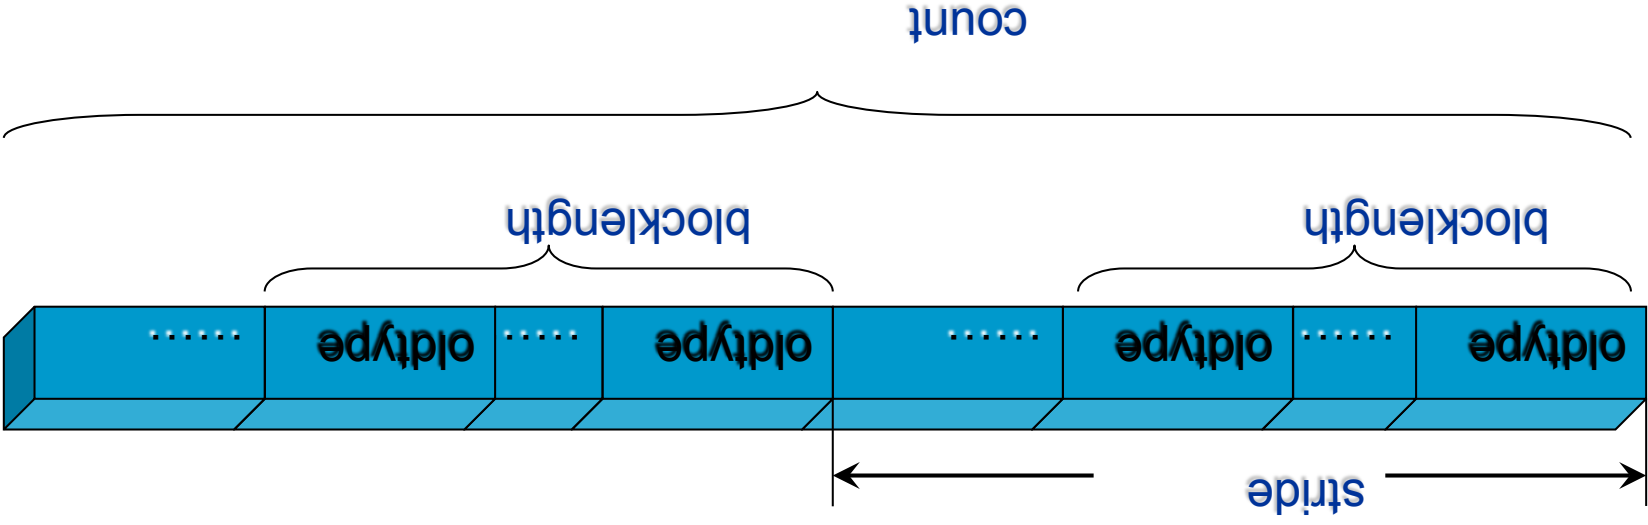 stride
oldtype ...... oldtype ...... oldtype ..... oldtype ......
blocklength blocklength
count